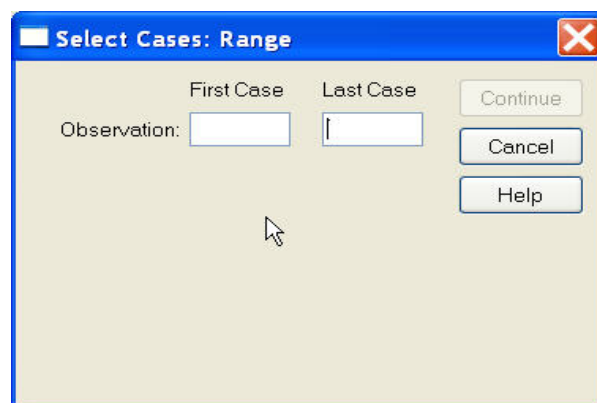 Select Cases: Range
First Case Last Case
Continue
Observation:
Cancel
Help